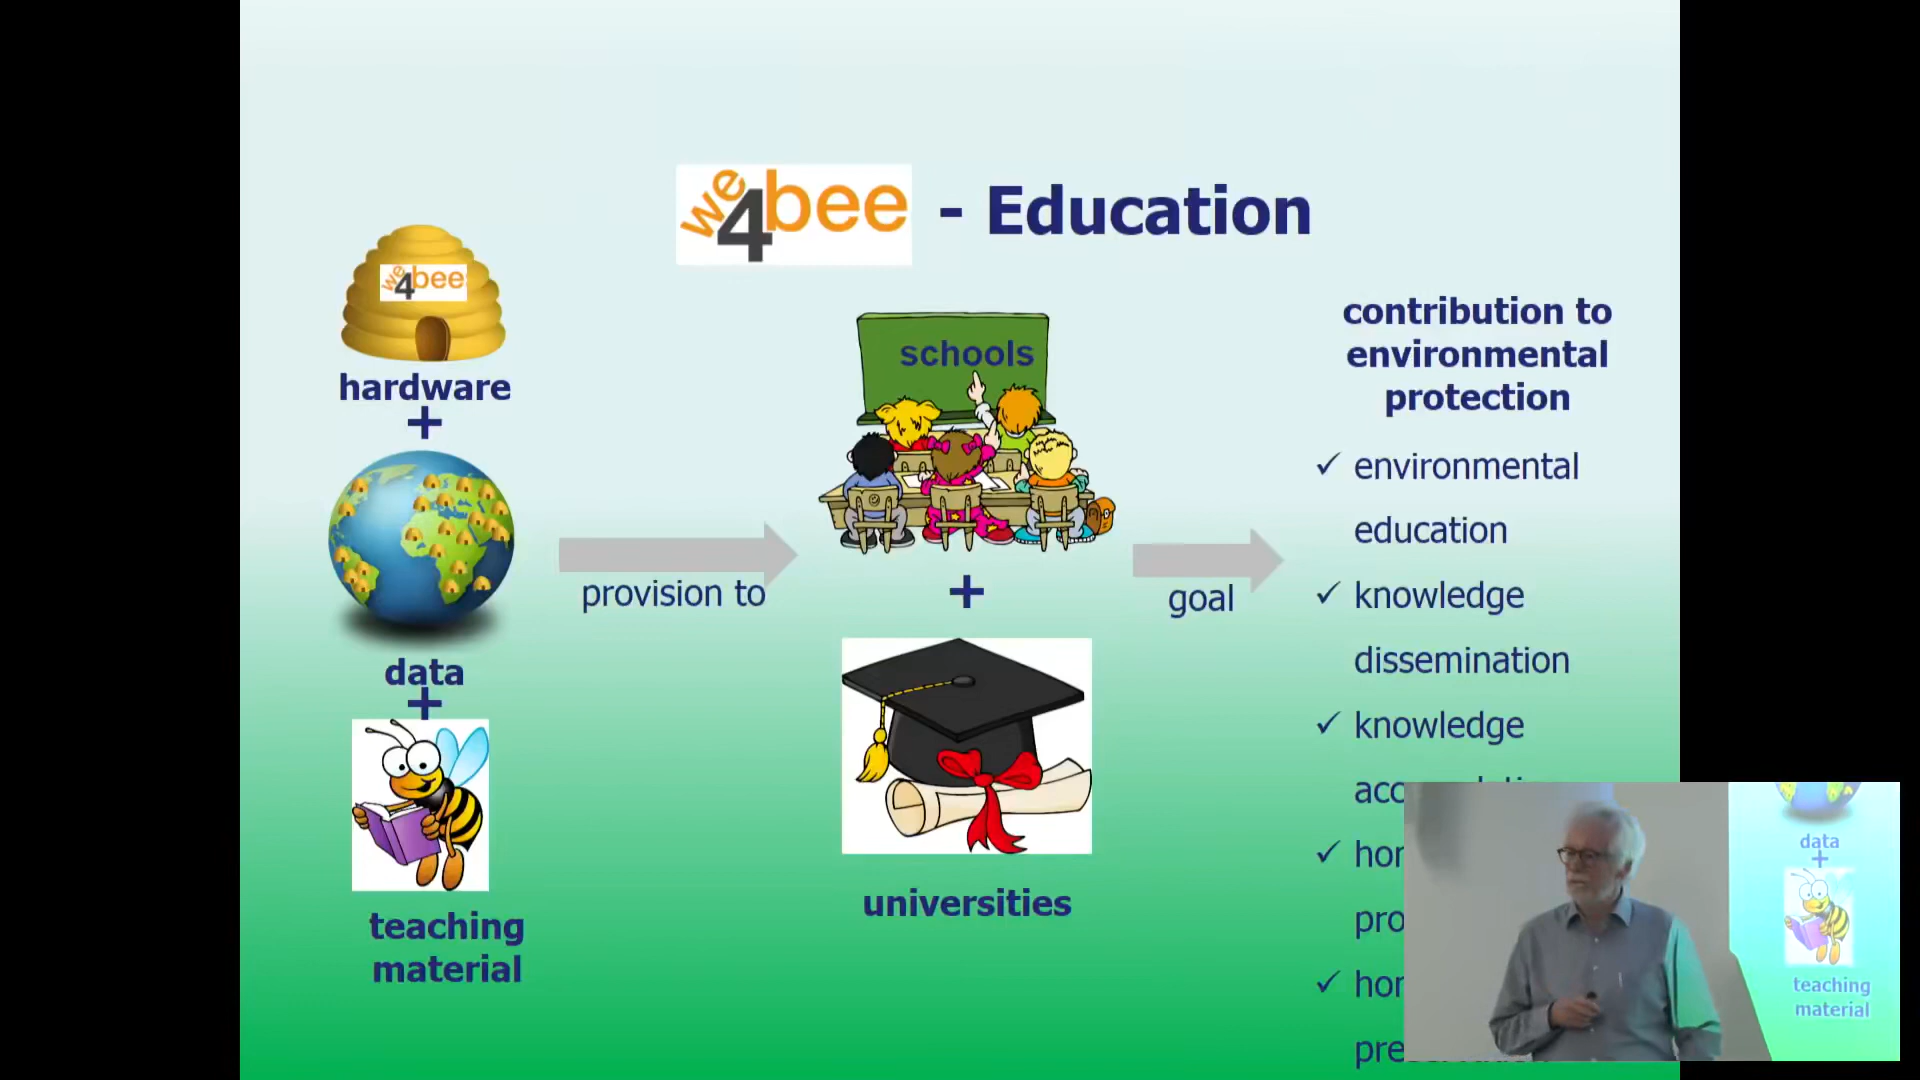 we4bee - Education
we4bee
hardware
+
data
+
teaching
material
provision to
schools
+
universities
goal
contribution to
environmental
protection
✓ environmental
education
✓ knowledge
dissemination
✓ knowledge
✓
✓
data
+
teaching
material